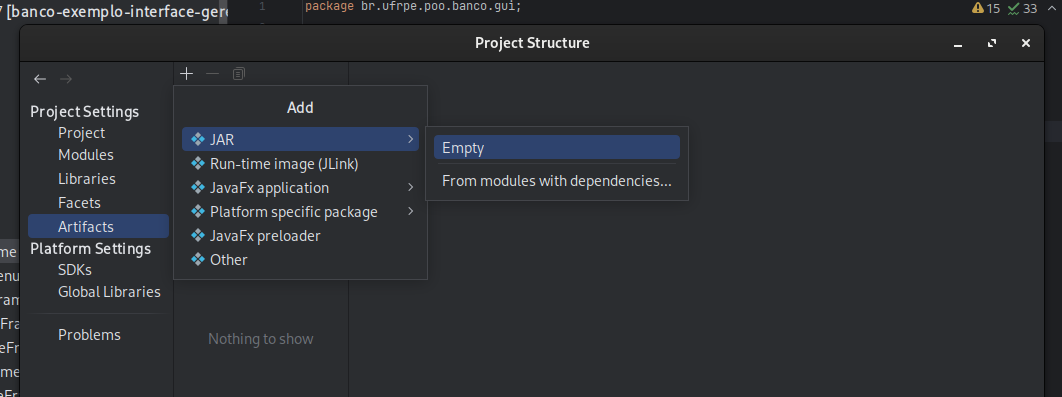 7 [banco-exemplo-interface-gere
1 package br.ufrpe.poo.banco.gui;
15 33
Project Structure
Project Settings
Project
Modules
Libraries
Facets
Artifacts
Platform Settings
SDKs
Global Libraries
Problems
Add
JAR
Run-time image (JLink)
JavaFx application
Platform specific package
JavaFx preloader
Other
Empty
From modules with dependencies...
Nothing to show
me
enu
ram
Fra
eFr
me
eFr